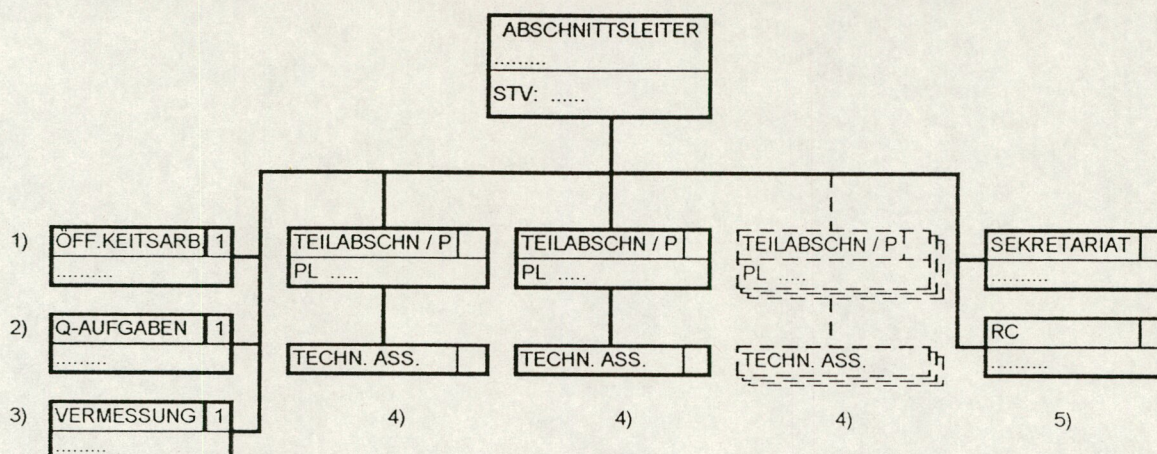 ABSCHNITTSLEITER
.........
STV: ......
1) ÖFF.KEITSARB. 1
..........
TEILABSCHN / P
PL .....
TEILABSCHN / P
PL .....
TEILABSCHN / P
PL .....
SEKRETARIAT
..........
2) Q-AUFGABEN 1
.........
TECHN. ASS.
TECHN. ASS.
TECHN. ASS.
RC
.........
3) VERMESSUNG 1
.........
4)
4)
4)
5)